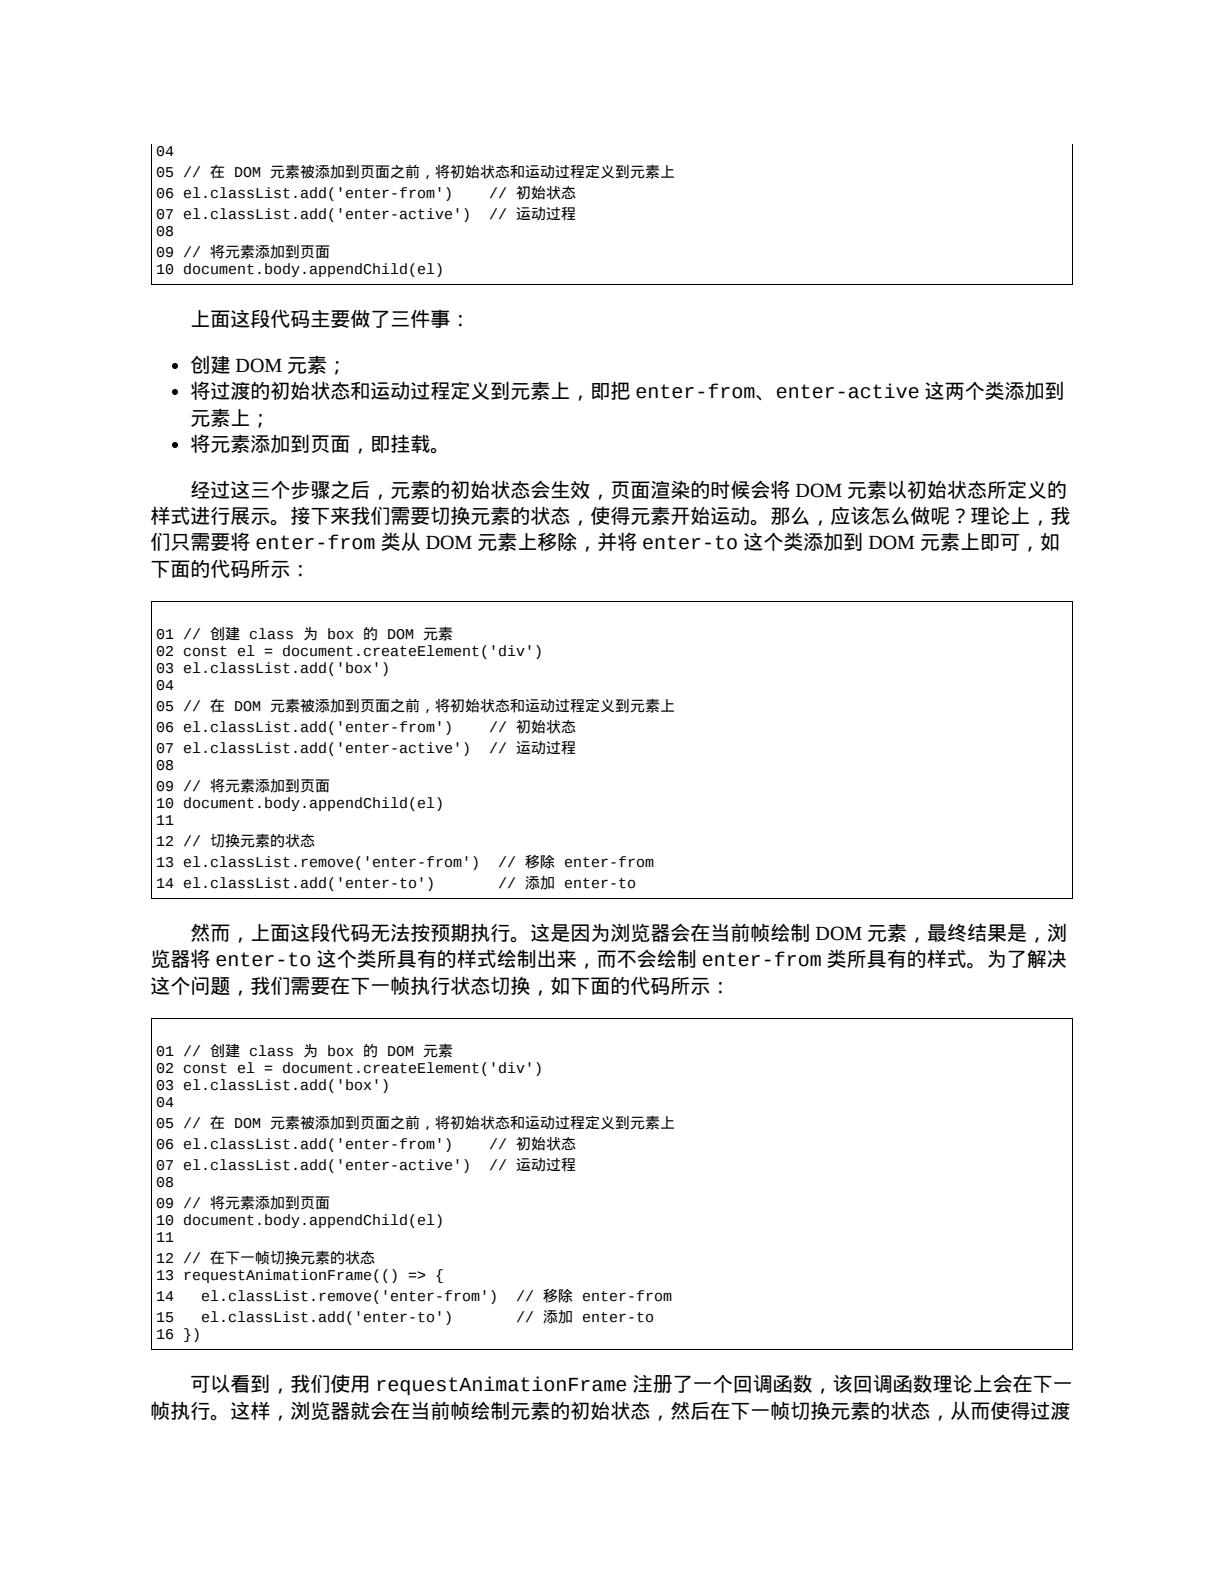 04
05 // 在 DOM 元素被添加到页面之前，将初始状态和运动过程定义到元素上
06 el.classList.add('enter-from')    // 初始状态
07 el.classList.add('enter-active')  // 运动过程
08
09 // 将元素添加到页面
10 document.body.appendChild(el)
上面这段代码主要做了三件事：
• 创建 DOM 元素；
• 将过渡的初始状态和运动过程定义到元素上，即把 enter-from、enter-active 这两个类添加到
元素上；
• 将元素添加到页面，即挂载。
经过这三个步骤之后，元素的初始状态会生效，页面渲染的时候会将 DOM 元素以初始状态所定义的
样式进行展示。接下来我们需要切换元素的状态，使得元素开始运动。那么，应该怎么做呢？理论上，我
们只需要将 enter-from 类从 DOM 元素上移除，并将 enter-to 这个类添加到 DOM 元素上即可，如
下面的代码所示：
01 // 创建 class 为 box 的 DOM 元素
02 const el = document.createElement('div')
03 el.classList.add('box')
04
05 // 在 DOM 元素被添加到页面之前，将初始状态和运动过程定义到元素上
06 el.classList.add('enter-from')    // 初始状态
07 el.classList.add('enter-active')  // 运动过程
08
09 // 将元素添加到页面
10 document.body.appendChild(el)
11
12 // 切换元素的状态
13 el.classList.remove('enter-from')  // 移除 enter-from
14 el.classList.add('enter-to')       // 添加 enter-to
然而，上面这段代码无法按预期执行。这是因为浏览器会在当前帧绘制 DOM 元素，最终结果是，浏
览器将 enter-to 这个类所具有的样式绘制出来，而不会绘制 enter-from 类所具有的样式。为了解决
这个问题，我们需要在下一帧执行状态切换，如下面的代码所示：
01 // 创建 class 为 box 的 DOM 元素
02 const el = document.createElement('div')
03 el.classList.add('box')
04
05 // 在 DOM 元素被添加到页面之前，将初始状态和运动过程定义到元素上
06 el.classList.add('enter-from')    // 初始状态
07 el.classList.add('enter-active')  // 运动过程
08
09 // 将元素添加到页面
10 document.body.appendChild(el)
11
12 // 在下一帧切换元素的状态
13 requestAnimationFrame(() => {
14   el.classList.remove('enter-from')  // 移除 enter-from
15   el.classList.add('enter-to')       // 添加 enter-to
16 })
可以看到，我们使用 requestAnimationFrame 注册了一个回调函数，该回调函数理论上会在下一
帧执行。这样，浏览器就会在当前帧绘制元素的初始状态，然后在下一帧切换元素的状态，从而使得过渡